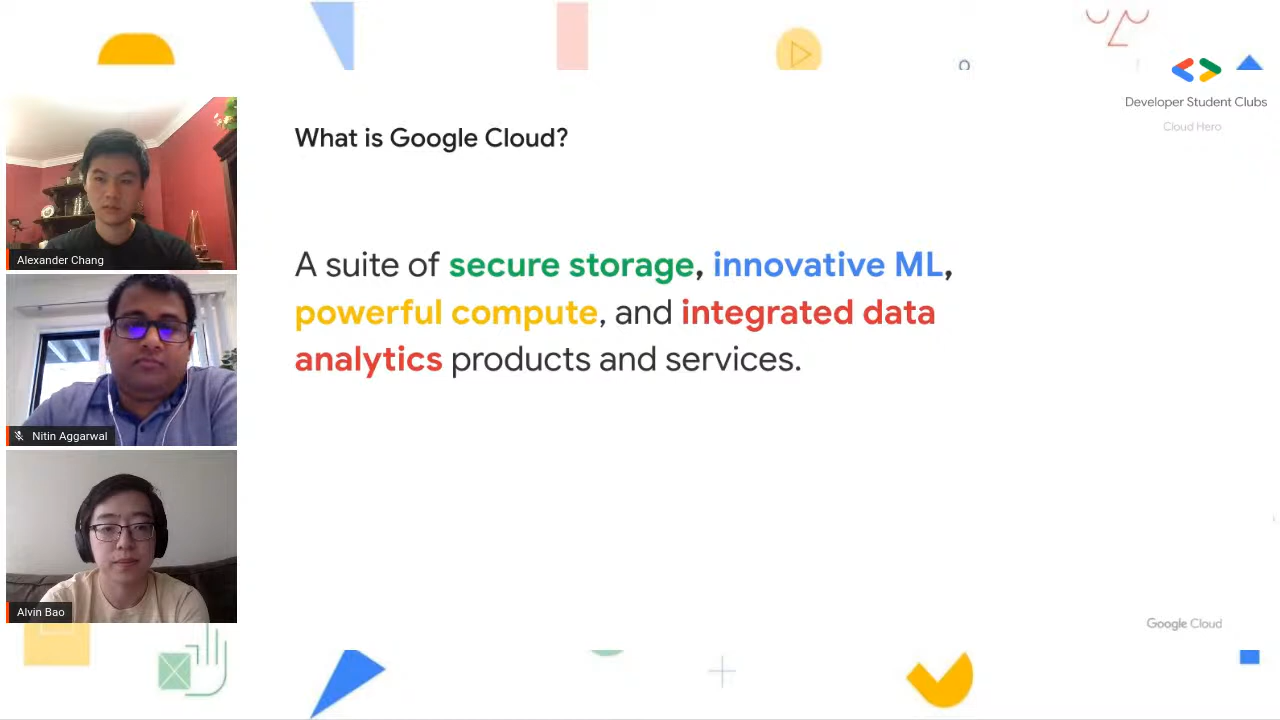 Developer Student Clubs
Cloud Hero
What is Google Cloud?
A suite of secure storage, innovative ML,
powerful compute, and integrated data
analytics products and services.
Alexander Chang
Nitin Aggarwal
Alvin Bao
Google Cloud